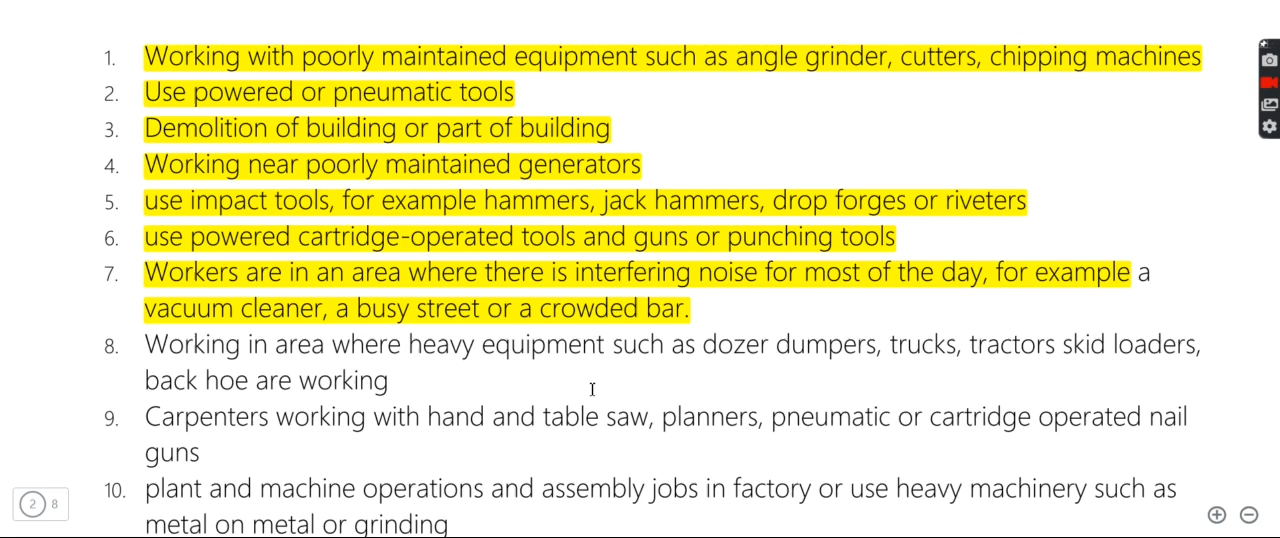 1. Working with poorly maintained equipment such as angle grinder, cutters, chipping machines
2. Use powered or pneumatic tools
3. Demolition of building or part of building
4. Working near poorly maintained generators
5. use impact tools, for example hammers, jack hammers, drop forges or riveters
6. use powered cartridge-operated tools and guns or punching tools
7. Workers are in an area where there is interfering noise for most of the day, for example a
vacuum cleaner, a busy street or a crowded bar.
8. Working in area where heavy equipment such as dozer dumpers, trucks, tractors skid loaders,
back hoe are working
9. Carpenters working with hand and table saw, planners, pneumatic or cartridge operated nail
guns
10. plant and machine operations and assembly jobs in factory or use heavy machinery such as
metal on metal or grinding
2 8